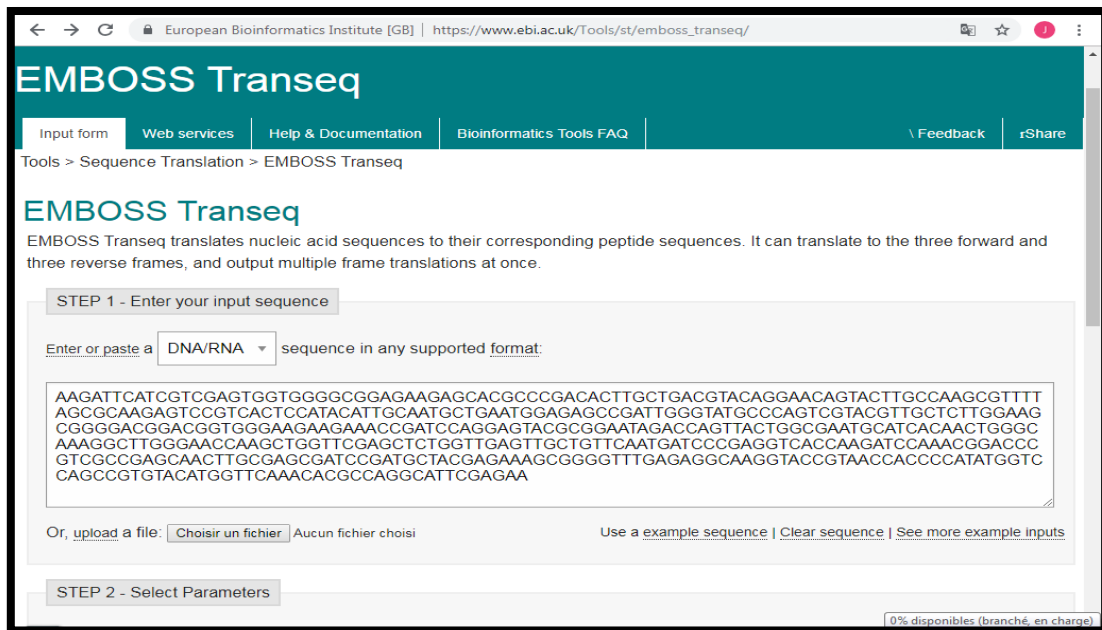 European Bioinformatics Institute [GB] | https://www.ebi.ac.uk/Tools/st/emboss_transeq/ J
EMBOSS Transeq
Input form Web services Help & Documentation Bioinformatics Tools FAQ \ Feedback rShare
Tools > Sequence Translation > EMBOSS Transeq
EMBOSS Transeq
EMBOSS Transeq translates nucleic acid sequences to their corresponding peptide sequences. It can translate to the three forward and
three reverse frames, and output multiple frame translations at once.
STEP 1 - Enter your input sequence
Enter or paste a DNA/RNA sequence in any supported format:
AAGATTCATCGTCGAGTGGTGGGGCGGAGAAGAGCACGCCCGACACTTGCTGACGTACAGGAACAGTACTTGCCAAGCGTTTT
AGCGCAAGAGTCCGTCACTCCATACATTGCAATGCTGAATGGAGAGCCGATTGGGTATGCCCAGTCGTACGTTGCTCTTGGAAG
CGGGGACGGACGGTGGGAAGAAGAAACCGATCCAGGAGTACGCGGAATAGACCAGTTACTGGCGAATGCATCACAACTGGGC
AAAGGCTTGGGAACCAAGCTGGTTCGAGCTCTGGTTGAGTTGCTGTTCAATGATCCCGAGGTCACCAAGATCCAAACGGACCC
GTCGCCGAGCAACTTGCGAGCGATCCGATGCTACGAGAAAGCGGGGTTTGAGAGGCAAGGTACCGTAACCACCCCATATGGTC
CAGCCGTGTACATGGTTCAAACACGCCAGGCATTCGAGAA
Or, upload a file: Choisir un fichier Aucun fichier choisi Use a example sequence | Clear sequence | See more example inputs
STEP 2 - Select Parameters
0% disponibles (branché, en charge)